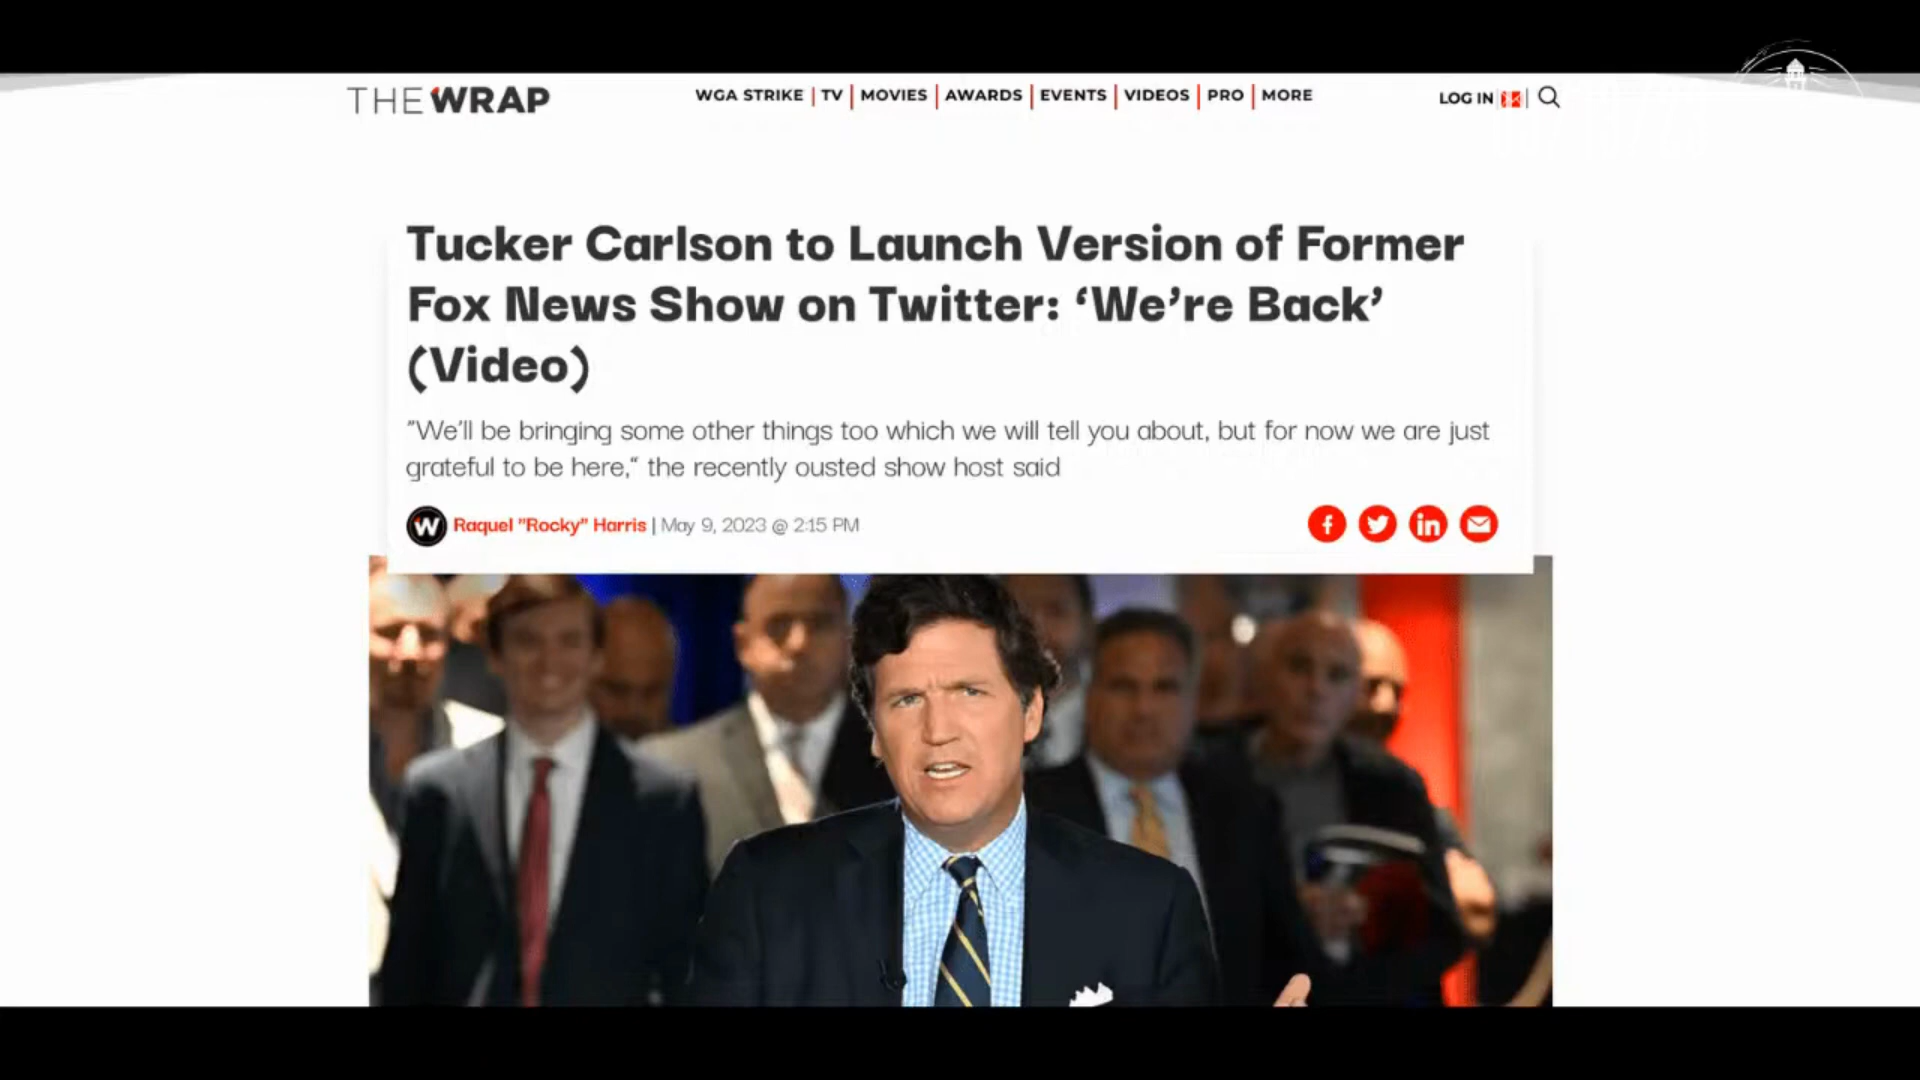 THE WRAP
WGA STRIKE | TV | MOVIES | AWARDS | EVENTS | VIDEOS | PRO | MORE
LOG IN
Tucker Carlson to Launch Version of Former
Fox News Show on Twitter: ‘We’re Back’
(Video)
"We’ll be bringing some other things too which we will tell you about, but for now we are just
grateful to be here," the recently ousted show host said
W Raquel "Rocky" Harris | May 9, 2023 @ 2:15 PM